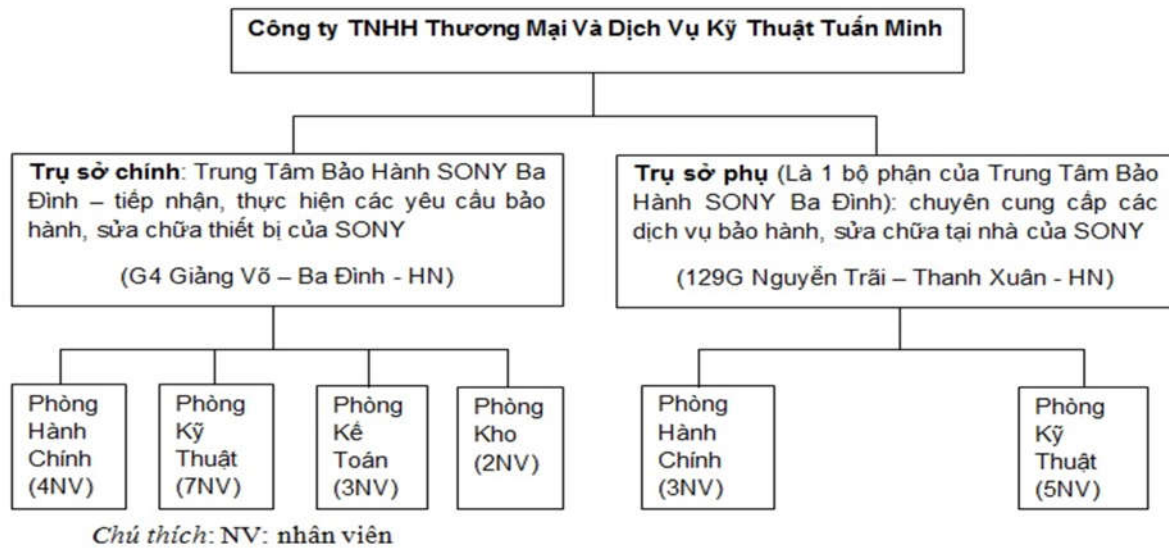 Công ty TNHH Thương Mại Và Dịch Vụ Kỹ Thuật Tuấn Minh
Trụ sở chính: Trung Tâm Bảo Hành SONY Ba
Đình – tiếp nhận, thực hiện các yêu cầu bảo
hành, sửa chữa thiết bị của SONY
(G4 Giảng Võ – Ba Đình - HN)
Trụ sở phụ (Là 1 bộ phận của Trung Tâm Bảo
Hành SONY Ba Đình): chuyên cung cấp các
dịch vụ bảo hành, sửa chữa tại nhà của SONY
(129G Nguyễn Trãi – Thanh Xuân - HN)
Phòng
Hành
Chính
(4NV)
Phòng
Kỹ
Thuật
(7NV)
Phòng
Kế
Toán
(3NV)
Phòng
Kho
(2NV)
Phòng
Hành
Chính
(3NV)
Phòng
Kỹ
Thuật
(5NV)
Chú thích: NV: nhân viên